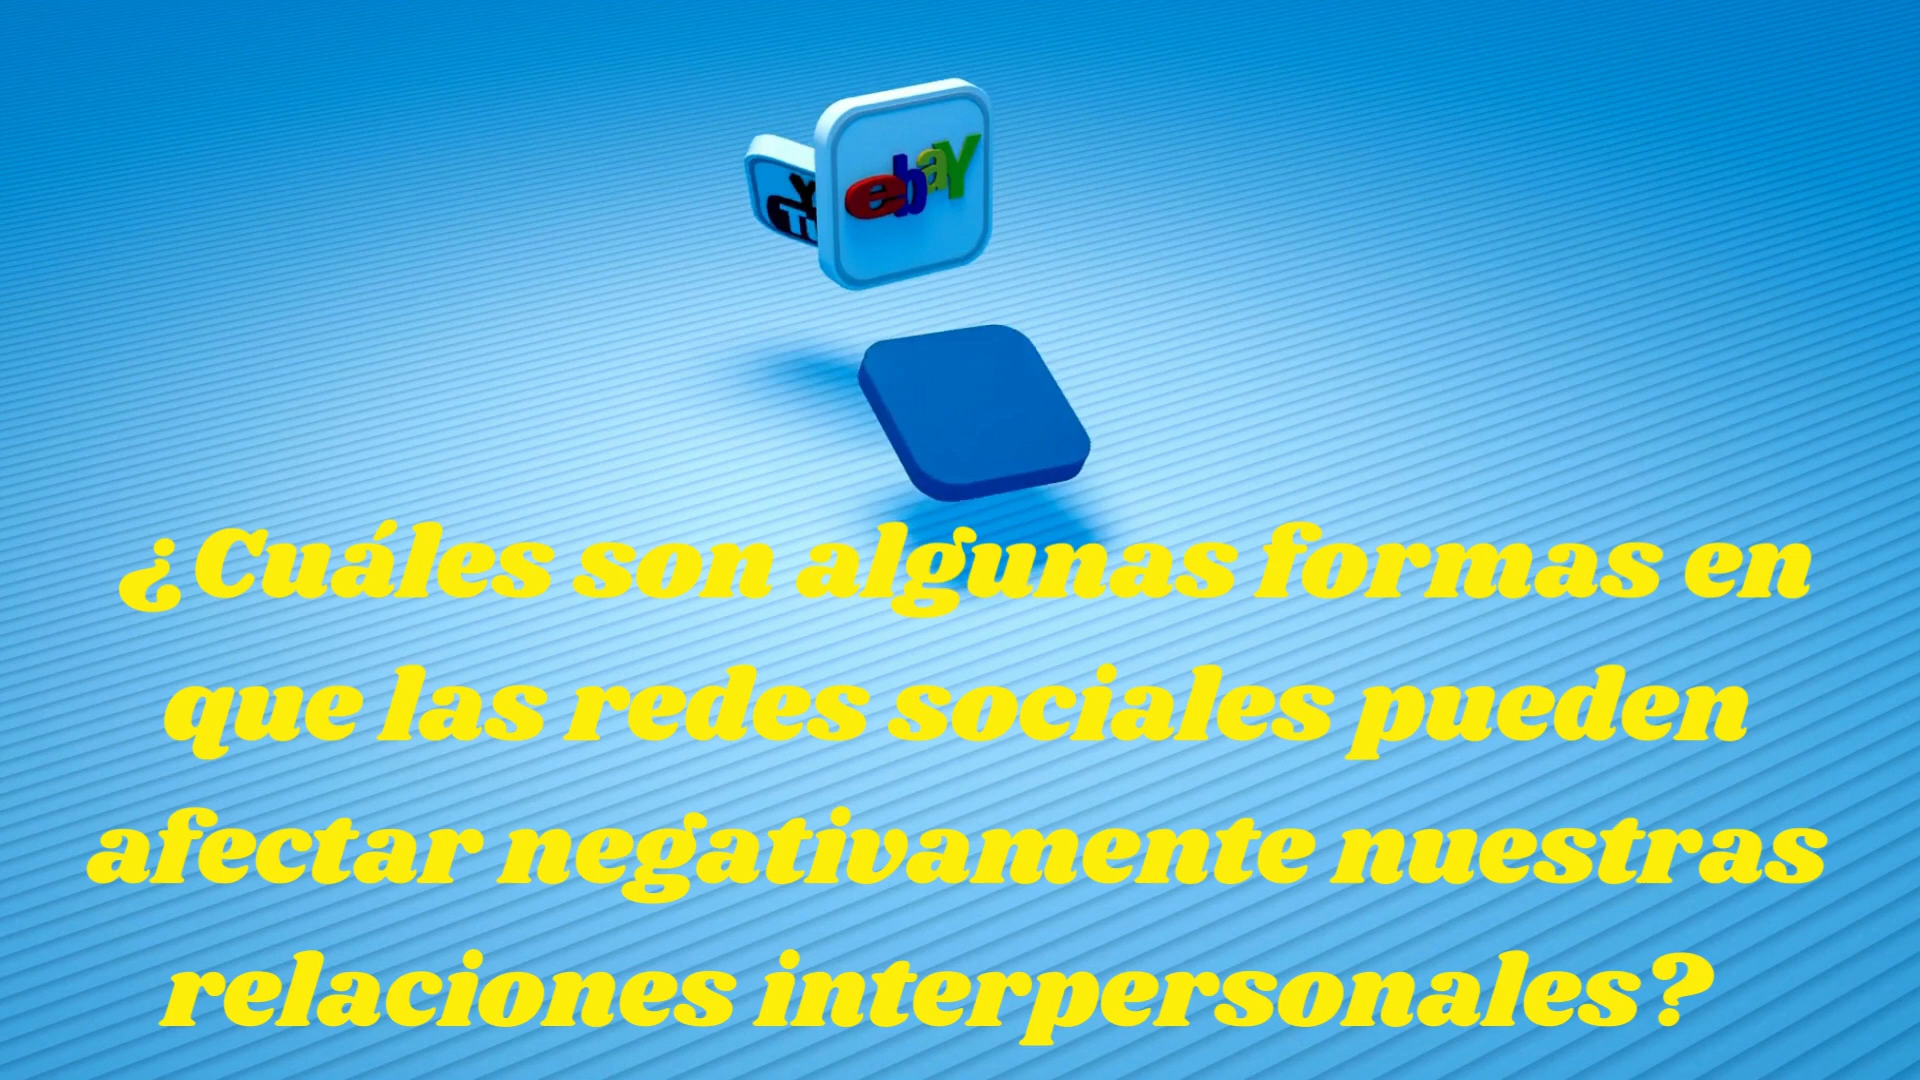 ebay
¿Cuáles son algunas formas en
que las redes sociales pueden
afectar negativamente nuestras
relaciones interpersonales?